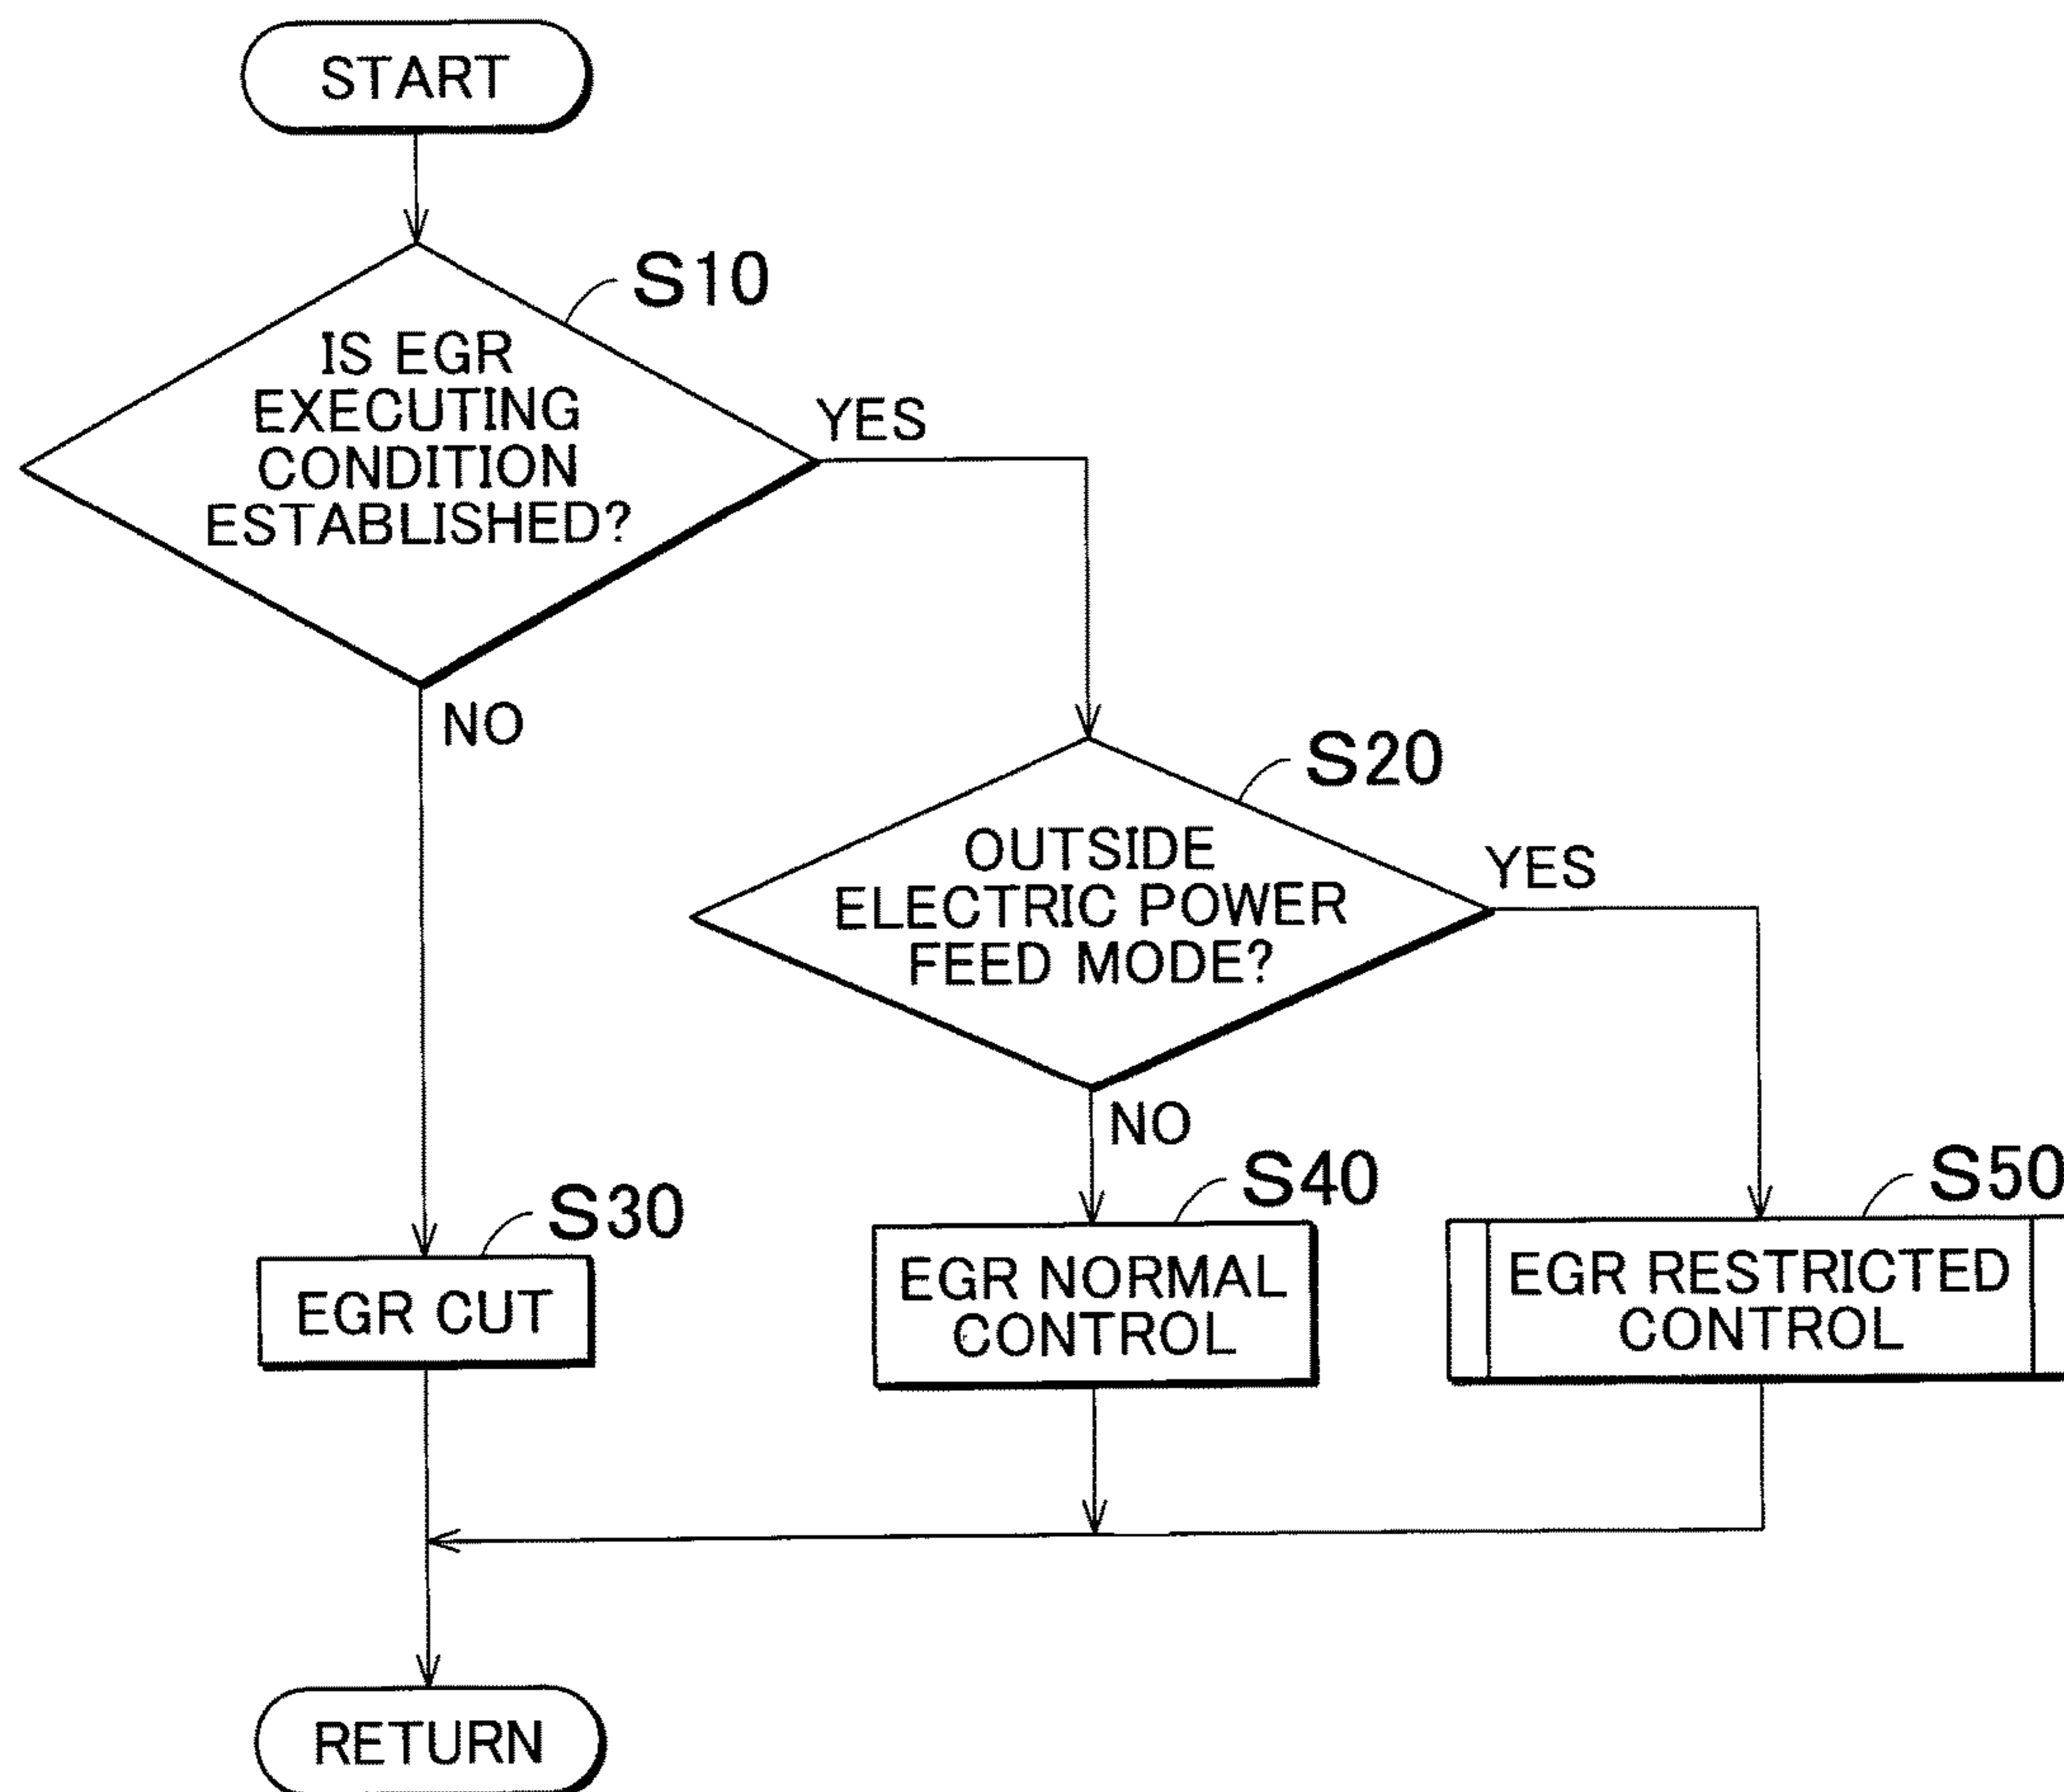 START
S10
IS EGR
EXECUTING
CONDITION
ESTABLISHED?
YES
NO
S20
OUTSIDE
ELECTRIC POWER
FEED MODE?
YES
NO
S30
EGR CUT
S40
EGR NORMAL
CONTROL
S50
EGR RESTRICTED
CONTROL
RETURN